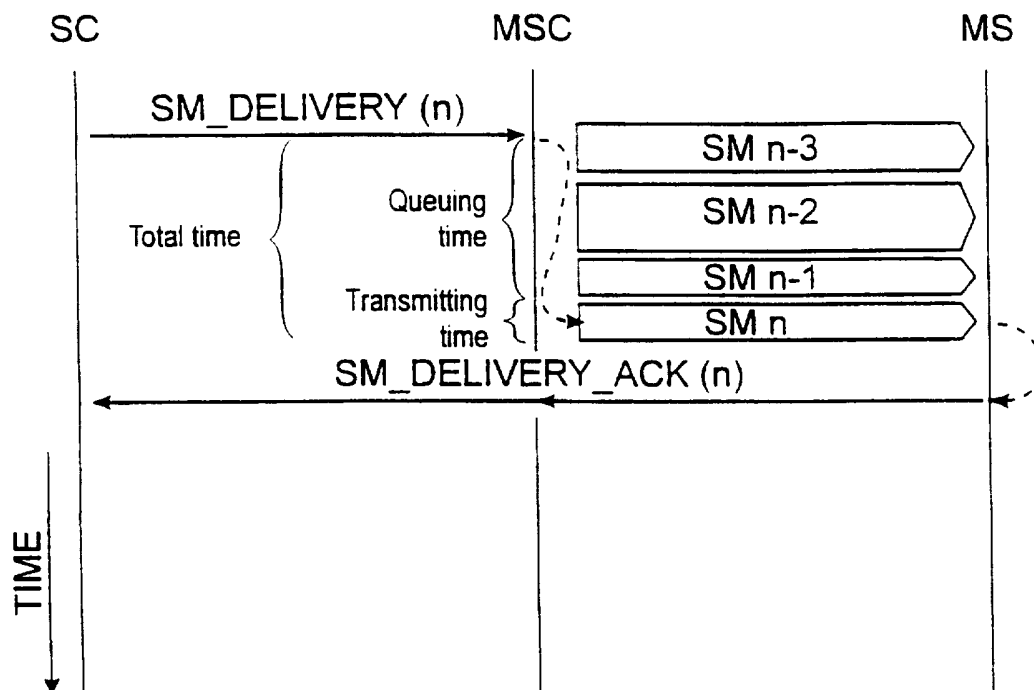 SC
MSC
MS
SM_DELIVERY (n)
SM n-3
Queuing
time
SM n-2
Total time
SM n-1
Transmitting
time
SM n
SM_DELIVERY_ACK (n)
TIME